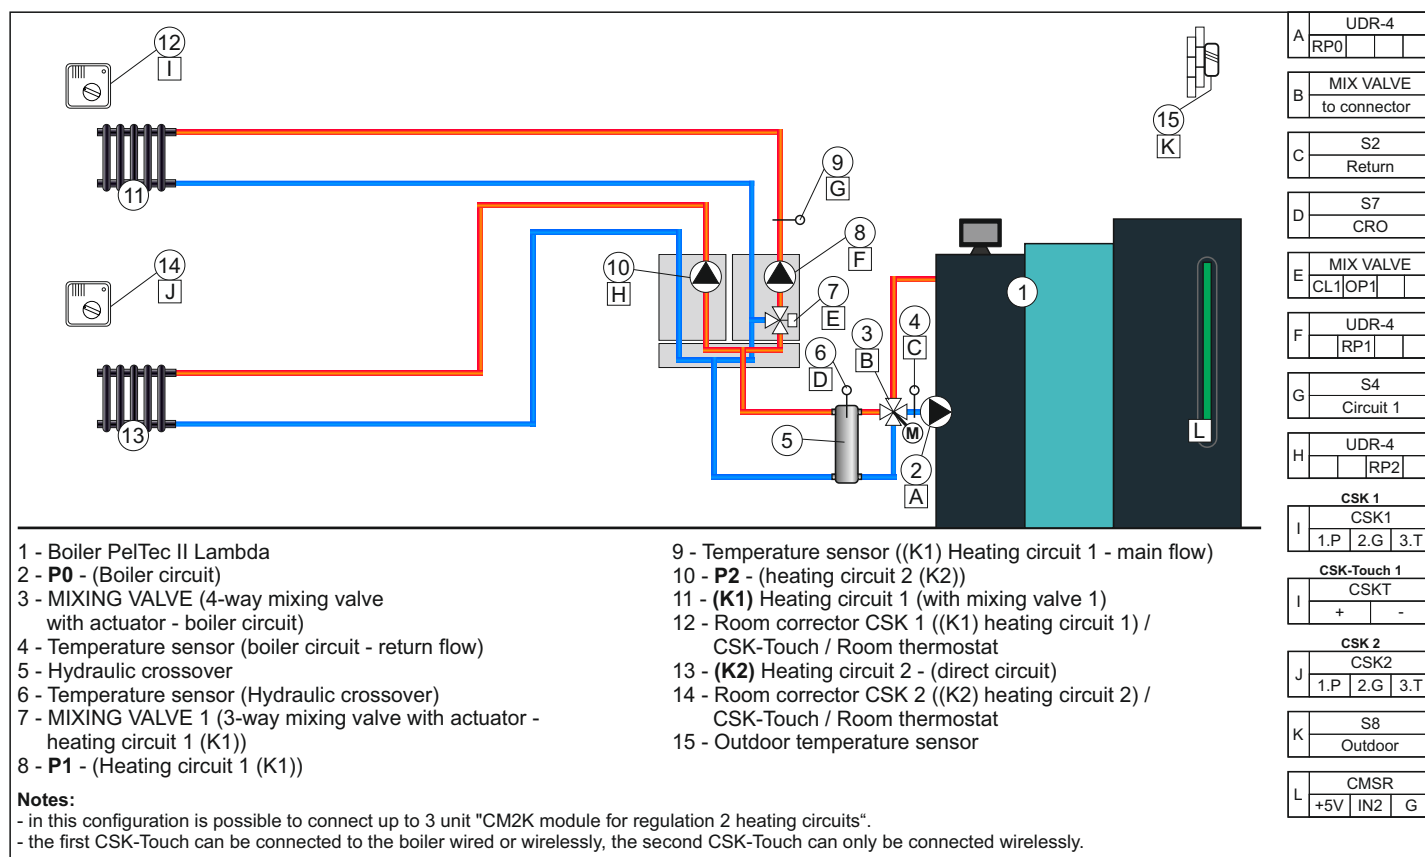 12
I
11
14
J
13
9
G
8
F
10
H
7
E
6
D
3
B
4
C
5
M
2
A
1
L
15
K
1 - Boiler PelTec II Lambda
2 - P0 - (Boiler circuit)
3 - MIXING VALVE (4-way mixing valve
with actuator - boiler circuit)
4 - Temperature sensor (boiler circuit - return flow)
5 - Hydraulic crossover
6 - Temperature sensor (Hydraulic crossover)
7 - MIXING VALVE 1 (3-way mixing valve with actuator -
heating circuit 1 (K1))
8 - P1 - (Heating circuit 1 (K1))
9 - Temperature sensor ((K1) Heating circuit 1 - main flow)
10 - P2 - (heating circuit 2 (K2))
11 - (K1) Heating circuit 1 (with mixing valve 1)
12 - Room corrector CSK 1 ((K1) heating circuit 1) /
CSK-Touch / Room thermostat
13 - (K2) Heating circuit 2 - (direct circuit)
14 - Room corrector CSK 2 ((K2) heating circuit 2) /
CSK-Touch / Room thermostat
15 - Outdoor temperature sensor
Notes:
- in this configuration is possible to connect up to 3 unit "CM2K module for regulation 2 heating circuits“.
- the first CSK-Touch can be connected to the boiler wired or wirelessly, the second CSK-Touch can only be connected wirelessly.
A UDR-4
RP0
B MIX VALVE
to connector
C S2
Return
D S7
CRO
E MIX VALVE
CL1 OP1
F UDR-4
RP1
G S4
Circuit 1
H UDR-4
RP2
CSK 1
I CSK1
1.P 2.G 3.T
CSK-Touch 1
I CSKT
+ -
CSK 2
J CSK2
1.P 2.G 3.T
K S8
Outdoor
L CMSR
+5V IN2 G